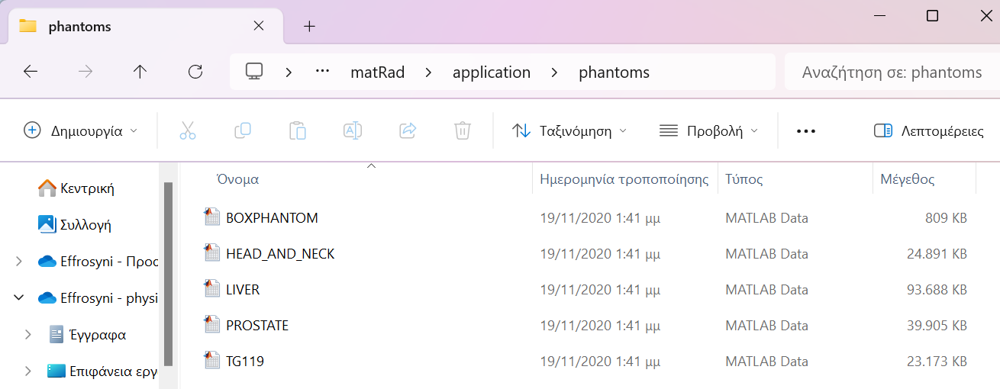 phantoms
matRad application phantoms Αναζήτηση σε: phantoms
Δημιουργία Ταξινόμηση Προβολή Λεπτομέρειες
Όνομα Ημερομηνία τροποποίησης Τύπος Μέγεθος
Κεντρική
Συλλογή
Effrosyni - Προσ
Effrosyni - physi
Έγγραφα
Επιφάνεια εργ
BOXPHANTOM 19/11/2020 1:41 μμ MATLAB Data 809 KB
HEAD_AND_NECK 19/11/2020 1:41 μμ MATLAB Data 24.891 KB
LIVER 19/11/2020 1:41 μμ MATLAB Data 93.688 KB
PROSTATE 19/11/2020 1:41 μμ MATLAB Data 39.905 KB
TG119 19/11/2020 1:41 μμ MATLAB Data 23.173 KB